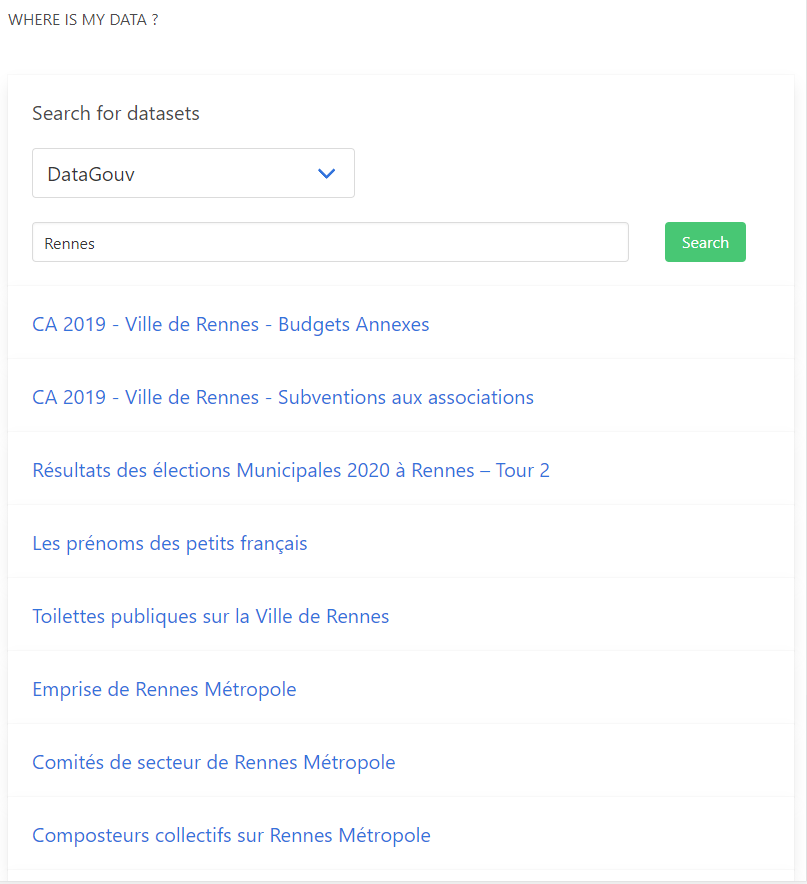 WHERE IS MY DATA ?
Search for datasets
DataGouv
Rennes
Search
CA 2019 - Ville de Rennes - Budgets Annexes
CA 2019 - Ville de Rennes - Subventions aux associations
Résultats des élections Municipales 2020 à Rennes – Tour 2
Les prénoms des petits français
Toilettes publiques sur la Ville de Rennes
Emprise de Rennes Métropole
Comités de secteur de Rennes Métropole
Composteurs collectifs sur Rennes Métropole